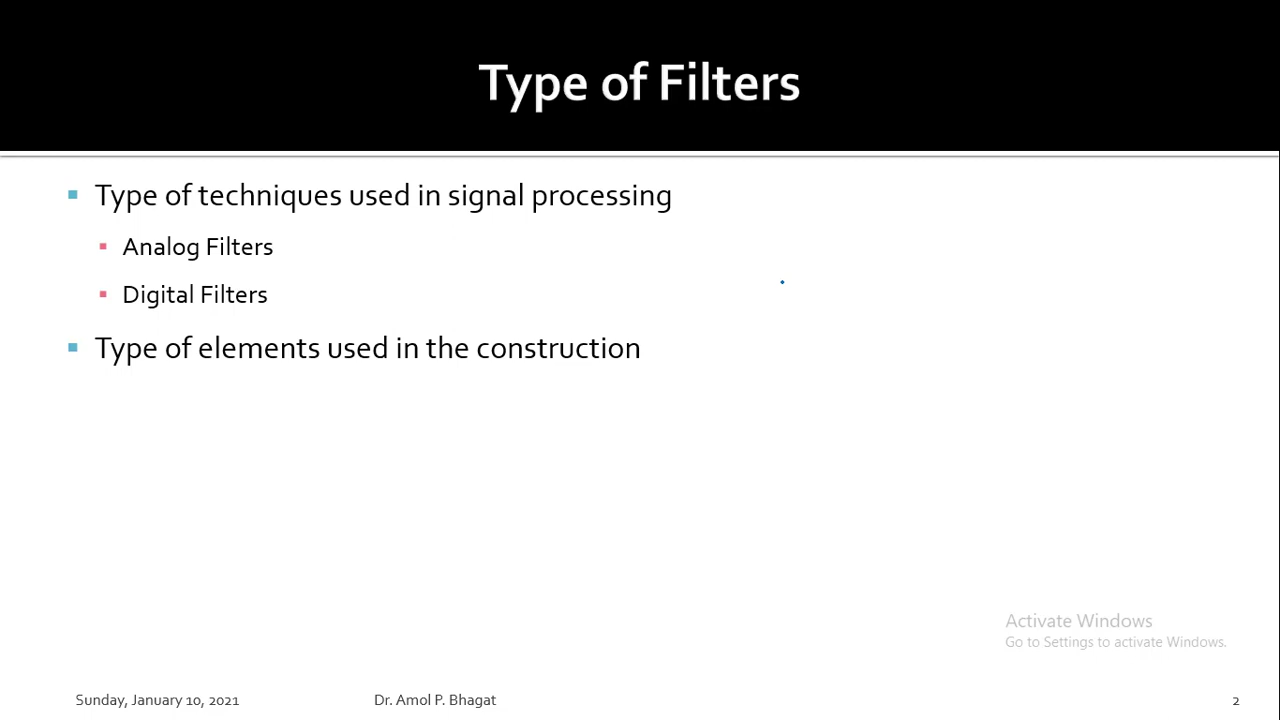 Type of Filters
Type of techniques used in signal processing
Analog Filters
Digital Filters
Type of elements used in the construction
Activate Windows
Go to Settings to activate Windows.
Sunday, January 10, 2021
Dr. Amol P. Bhagat
2